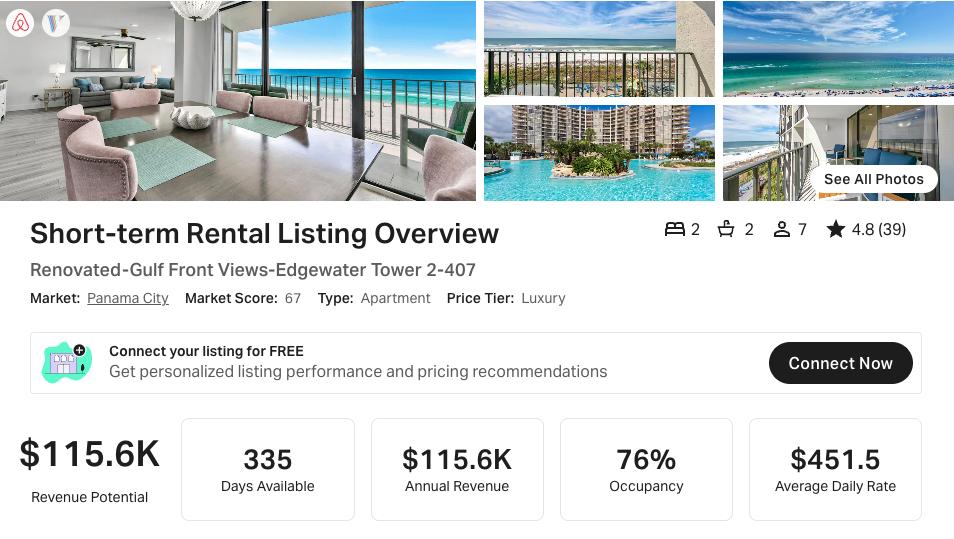 See All Photos
Short-term Rental Listing Overview
2 2 7 4.8 (39)
Renovated-Gulf Front Views-Edgewater Tower 2-407
Market: Panama City Market Score: 67 Type: Apartment Price Tier: Luxury
Connect your listing for FREE
Get personalized listing performance and pricing recommendations
Connect Now
$115.6K
Revenue Potential
335
Days Available
$115.6K
Annual Revenue
76%
Occupancy
$451.5
Average Daily Rate